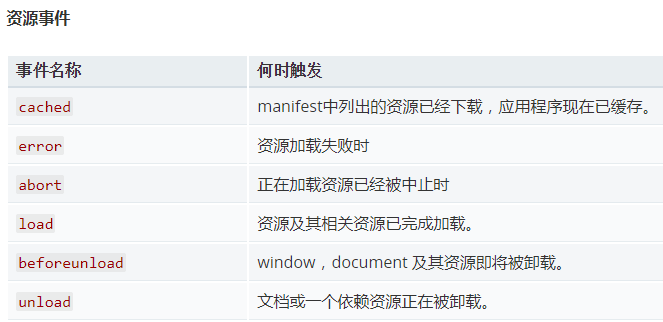 资源事件
事件名称 何时触发
cached manifest中列出的资源已经下载，应用程序现在已缓存。
error 资源加载失败时
abort 正在加载资源已经被中止时
load 资源及其相关资源已完成加载。
beforeunload window，document 及其资源即将被卸载。
unload 文档或一个依赖资源正在被卸载。